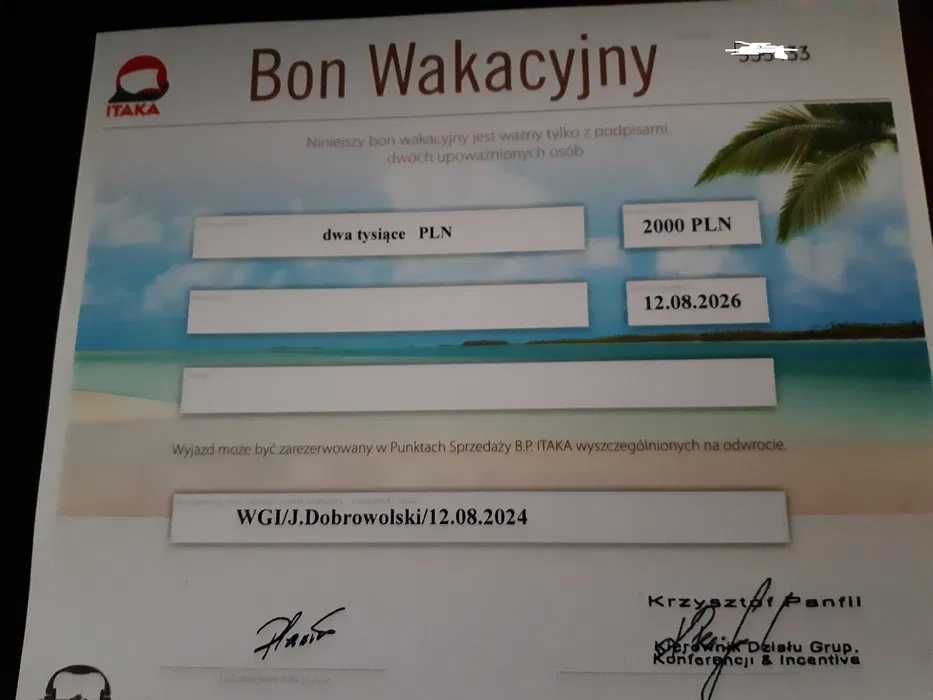 Bon Wakacyjny
ITAKA
Niniejszy bon wakacyjny jest ważny tylko z podpisami
dwóch upoważnionych osób
dwa tysiące PLN
2000 PLN
12.08.2026
Wyjazd może być zarezerwowany w Punktach Sprzedaży B.P. ITAKA wyszczególnionych na odwrocie.
WGI/J.Dobrowolski/12.08.2024
Krzysztof Panfil
Kierownik Działu Grup,
Konferencji & Incentive